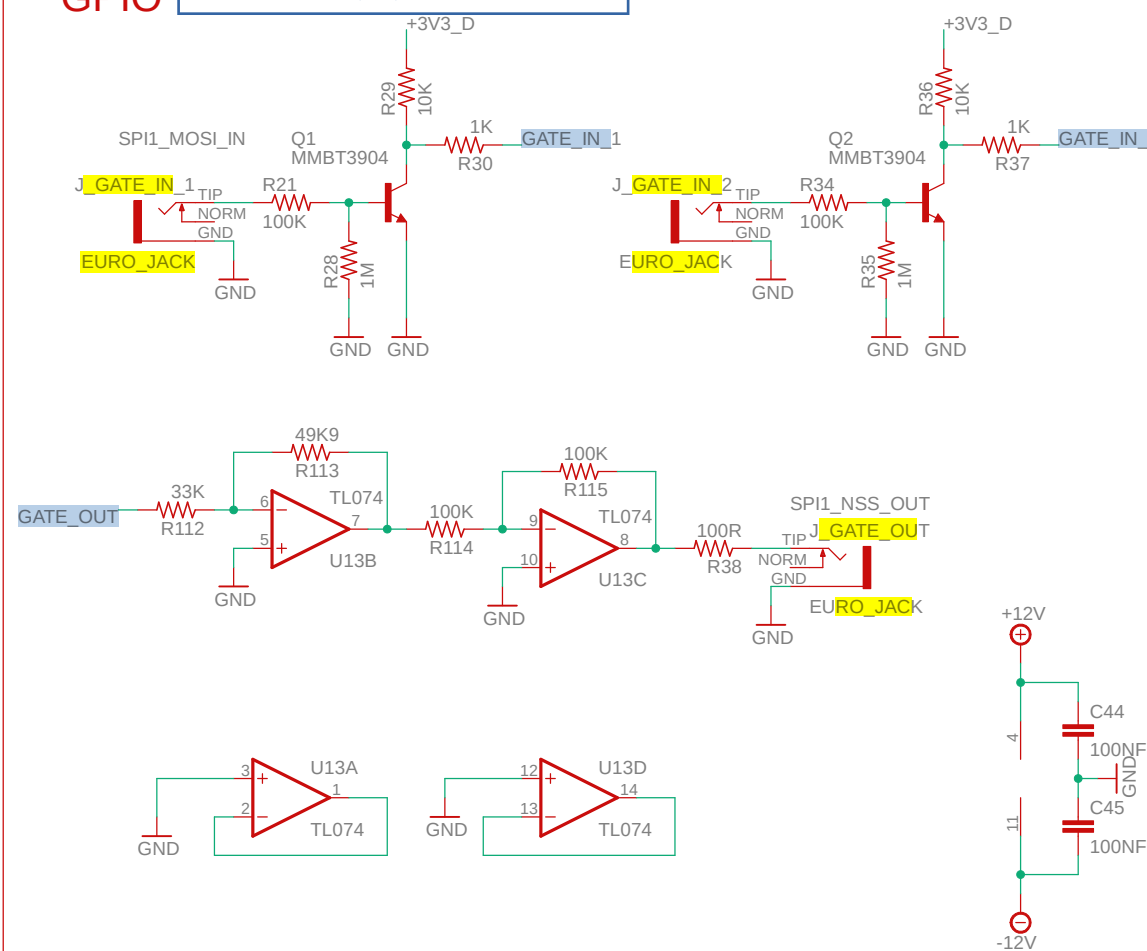 GPIO
+3V3_D
R29
10K
SPI1_MOSI_IN
Q1
MMBT3904
1K
R30
GATE_IN_1
J_GATE_IN_1
TIP
NORM
GND
R21
100K
EURO_JACK
GND
R28
1M
GND
GND
+3V3_D
R36
10K
Q2
MMBT3904
1K
R37
GATE_IN_
J_GATE_IN_2
TIP
NORM
GND
R34
100K
EURO_JACK
GND
R35
1M
GND
GND
GATE_OUT
33K
R112
49K9
R113
6
5
7
TL074
U13B
GND
100K
R114
100K
R115
9
10
8
TL074
U13C
GND
100R
R38
SPI1_NSS_OUT
J_GATE_OUT
TIP
NORM
GND
EURO_JACK
GND
3
2
1
U13A
TL074
GND
12
13
14
U13D
TL074
GND
+12V
4
11
C44
100NF
GND
C45
100NF
-12V